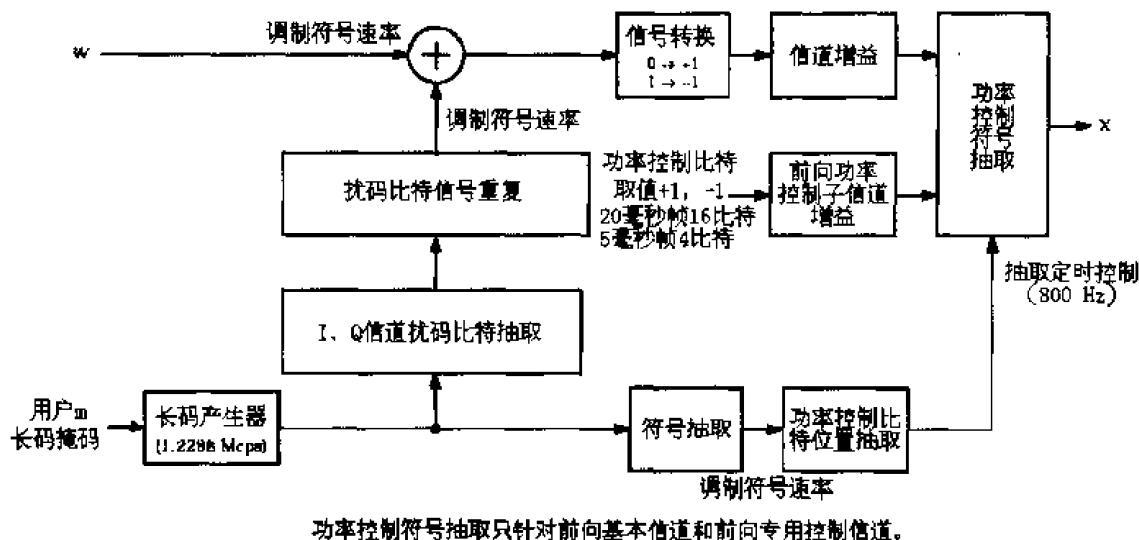 W
调制符号速率
信号转换
0 → +1
1 → -1
信道增益
功率
控制
符号
抽取
X
调制符号速率
扰码比特信号重复
功率控制比特
取值+1, -1
20毫秒帧16比特
5毫秒帧4比特
前向功率
控制子信道
增益
抽取定时控制
(800 Hz)
I、Q信道扰码比特抽取
用户m
长码掩码
长码产生器
(1.2288 Mcps)
符号抽取
功率控制比
特位置抽取
调制符号速率
功率控制符号抽取只针对前向基本信道和前向专用控制信道。